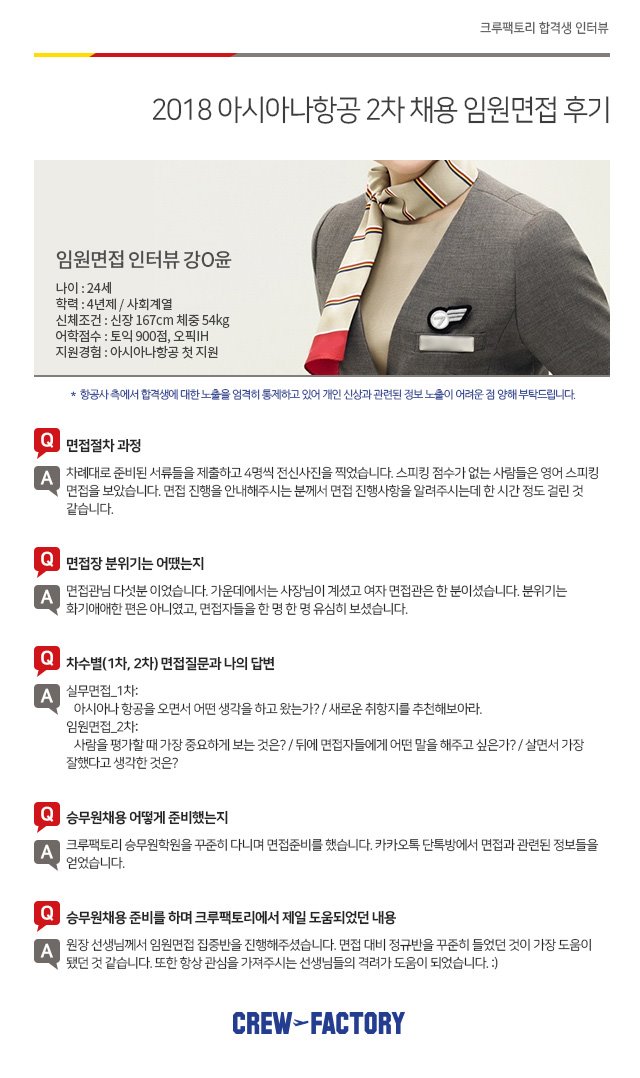 크루팩토리 합격생 인터뷰
2018 아시아나항공 2차 채용 임원면접 후기
임원면접 인터뷰 강O윤
나이 : 24세
학력 : 4년제 / 사회계열
신체조건 : 신장 167cm 체중 54kg
어학점수 : 토익 900점, 오픽IH
지원경험 : 아시아나항공 첫 지원
* 항공사 측에서 합격생에 대한 노출을 엄격히 통제하고 있어 개인 신상과 관련된 정보 노출이 어려운 점 양해 부탁드립니다.
Q 면접절차 과정
A 차례대로 준비된 서류들을 제출하고 4명씩 전신사진을 찍었습니다. 스피킹 점수가 없는 사람들은 영어 스피킹
면접을 보았습니다. 면접 진행을 안내해주시는 분께서 면접 진행사항을 알려주시는데 한 시간 정도 걸린 것
같습니다.
Q 면접장 분위기는 어땠는지
A 면접관님 다섯분 이었습니다. 가운데에서는 사장님이 계셨고 여자 면접관은 한 분이셨습니다. 분위기는
화기애애한 편은 아니였고, 면접자들을 한 명 한 명 유심히 보셨습니다.
Q 차수별(1차, 2차) 면접질문과 나의 답변
A 실무면접_1차:
아시아나 항공을 오면서 어떤 생각을 하고 왔는가? / 새로운 취항지를 추천해보아라.
임원면접_2차:
사람을 평가할 때 가장 중요하게 보는 것은? / 뒤에 면접자들에게 어떤 말을 해주고 싶은가? / 살면서 가장
잘했다고 생각한 것은?
Q 승무원채용 어떻게 준비했는지
A 크루팩토리 승무원학원을 꾸준히 다니며 면접준비를 했습니다. 카카오톡 단톡방에서 면접과 관련된 정보들을
얻었습니다.
Q 승무원채용 준비를 하며 크루팩토리에서 제일 도움되었던 내용
A 원장 선생님께서 임원면접 집중반을 진행해주셨습니다. 면접 대비 정규반을 꾸준히 들었던 것이 가장 도움이
됐던 것 같습니다. 또한 항상 관심을 가져주시는 선생님들의 격려가 도움이 되었습니다. :)
CREW FACTORY